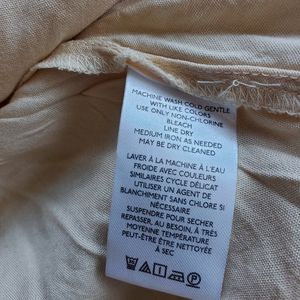 MACHINE WASH COLD GENTLE
WITH LIKE COLORS
USE ONLY NON-CHLORINE
BLEACH
LINE DRY
MEDIUM IRON AS NEEDED
MAY BE DRY CLEANED
LAVER À LA MACHINE À L'EAU
FROIDE AVEC COULEURS
SIMILAIRES CYCLE DÉLICAT
UTILISER UN AGENT DE
BLANCHIMENT SANS CHLORE SI
NÉCESSAIRE
SUSPENDRE POUR SÉCHER
REPASSER, AU BESOIN, À TRÈS
MOYENNE TEMPÉRATURE
PEUT-ÊTRE ÊTRE NETTOYÉE
À SEC